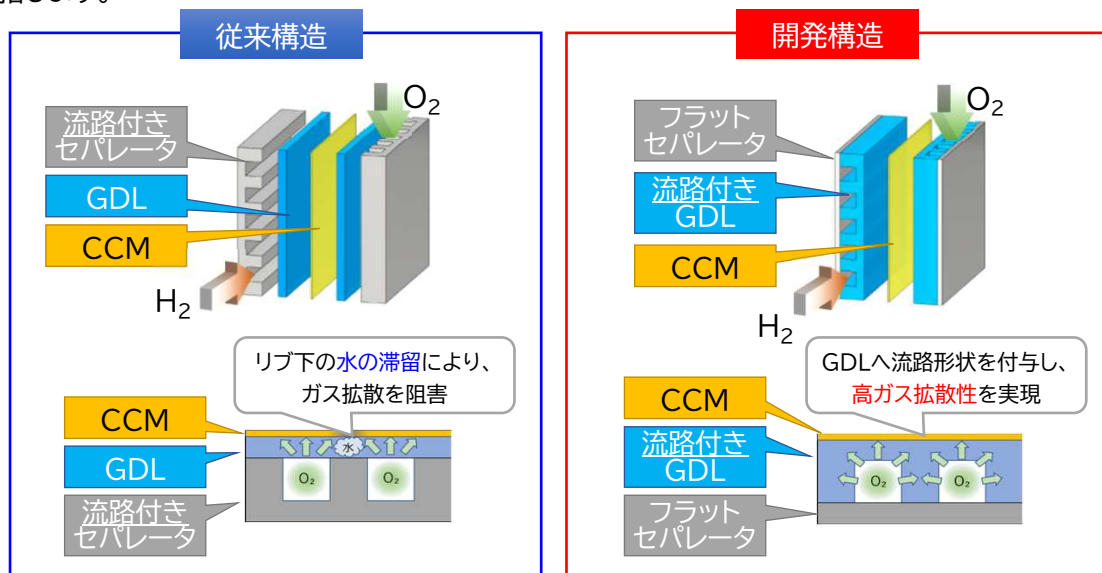 従来構造
O2
流路付き
セパレータ
GDL
CCM
H2
リブ下の水の滞留により、
ガス拡散を阻害
CCM
GDL
流路付き
セパレータ
水
O2
O2
開発構造
O2
フラット
セパレータ
流路付き
GDL
CCM
H2
GDLへ流路形状を付与し、
高ガス拡散性を実現
CCM
流路付き
GDL
フラット
セパレータ
O2
O2